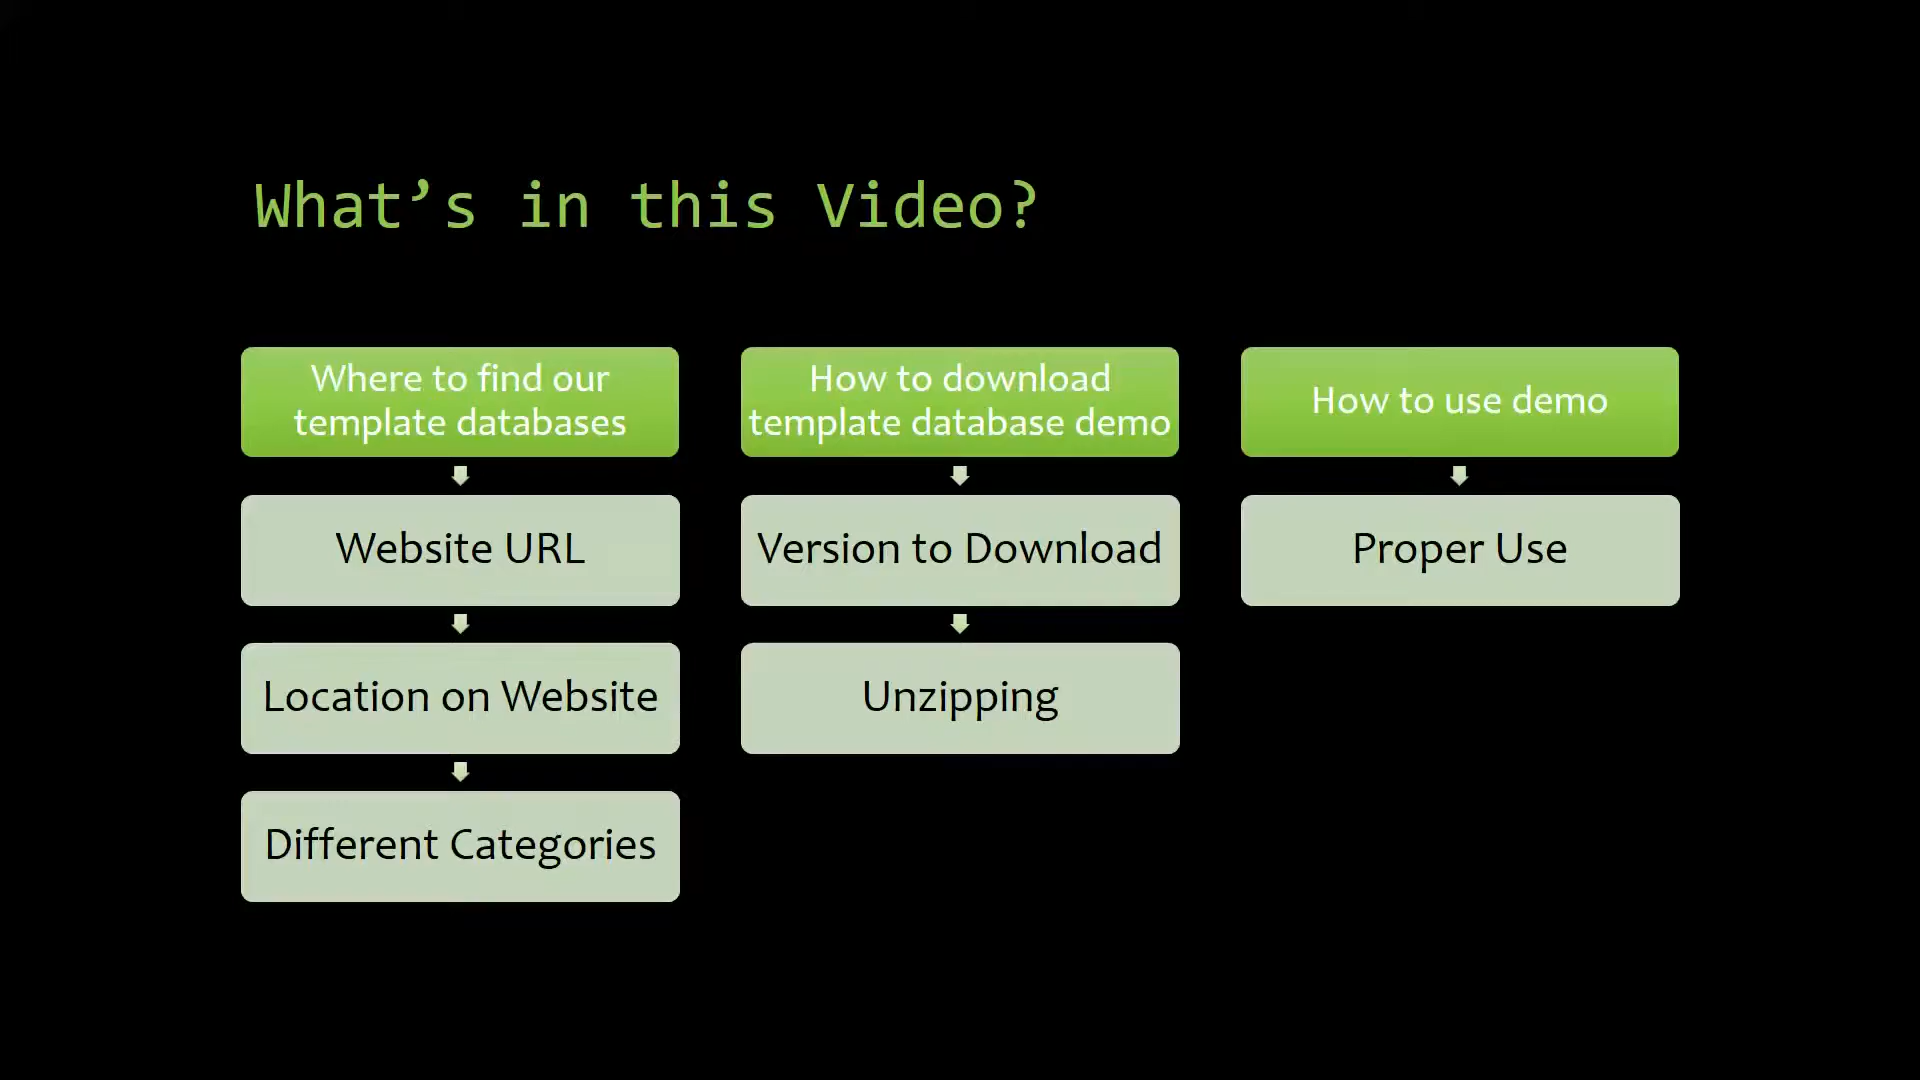 What’s in this Video?
Where to find our
template databases
Website URL
Location on Website
Different Categories
How to download
template database demo
Version to Download
Unzipping
How to use demo
Proper Use